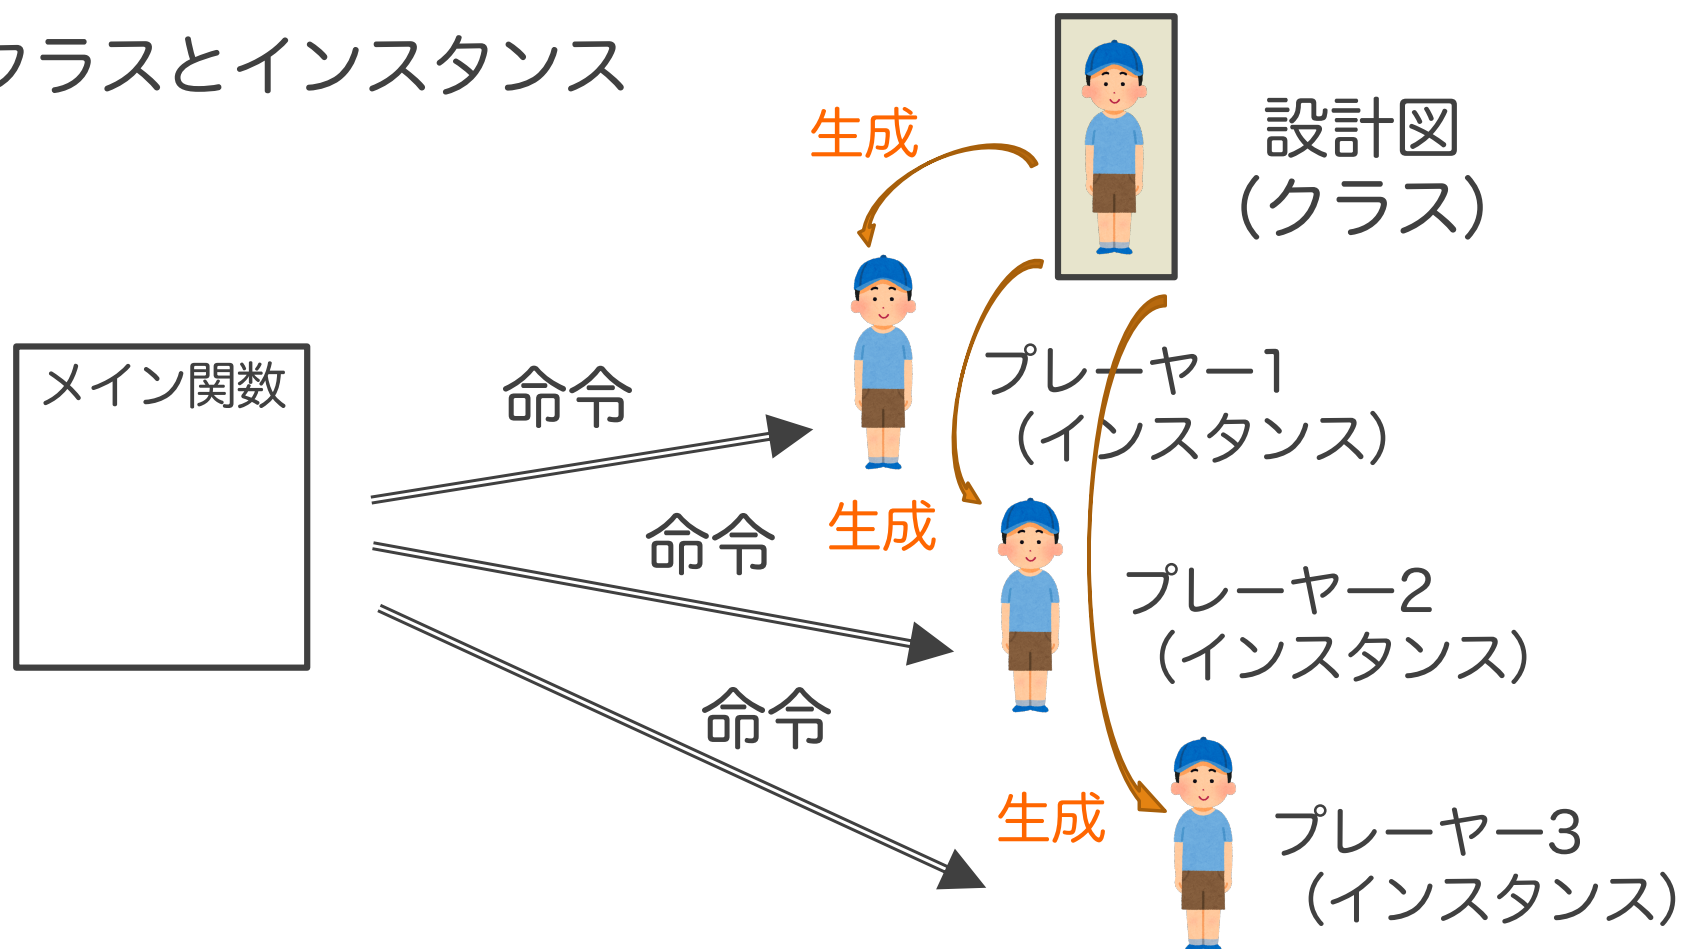 クラスとインスタンス
生成
設計図
(クラス)
メイン関数
命令
プレーヤー1
(インスタンス)
命令
生成
プレーヤー2
(インスタンス)
命令
生成
プレーヤー3
(インスタンス)